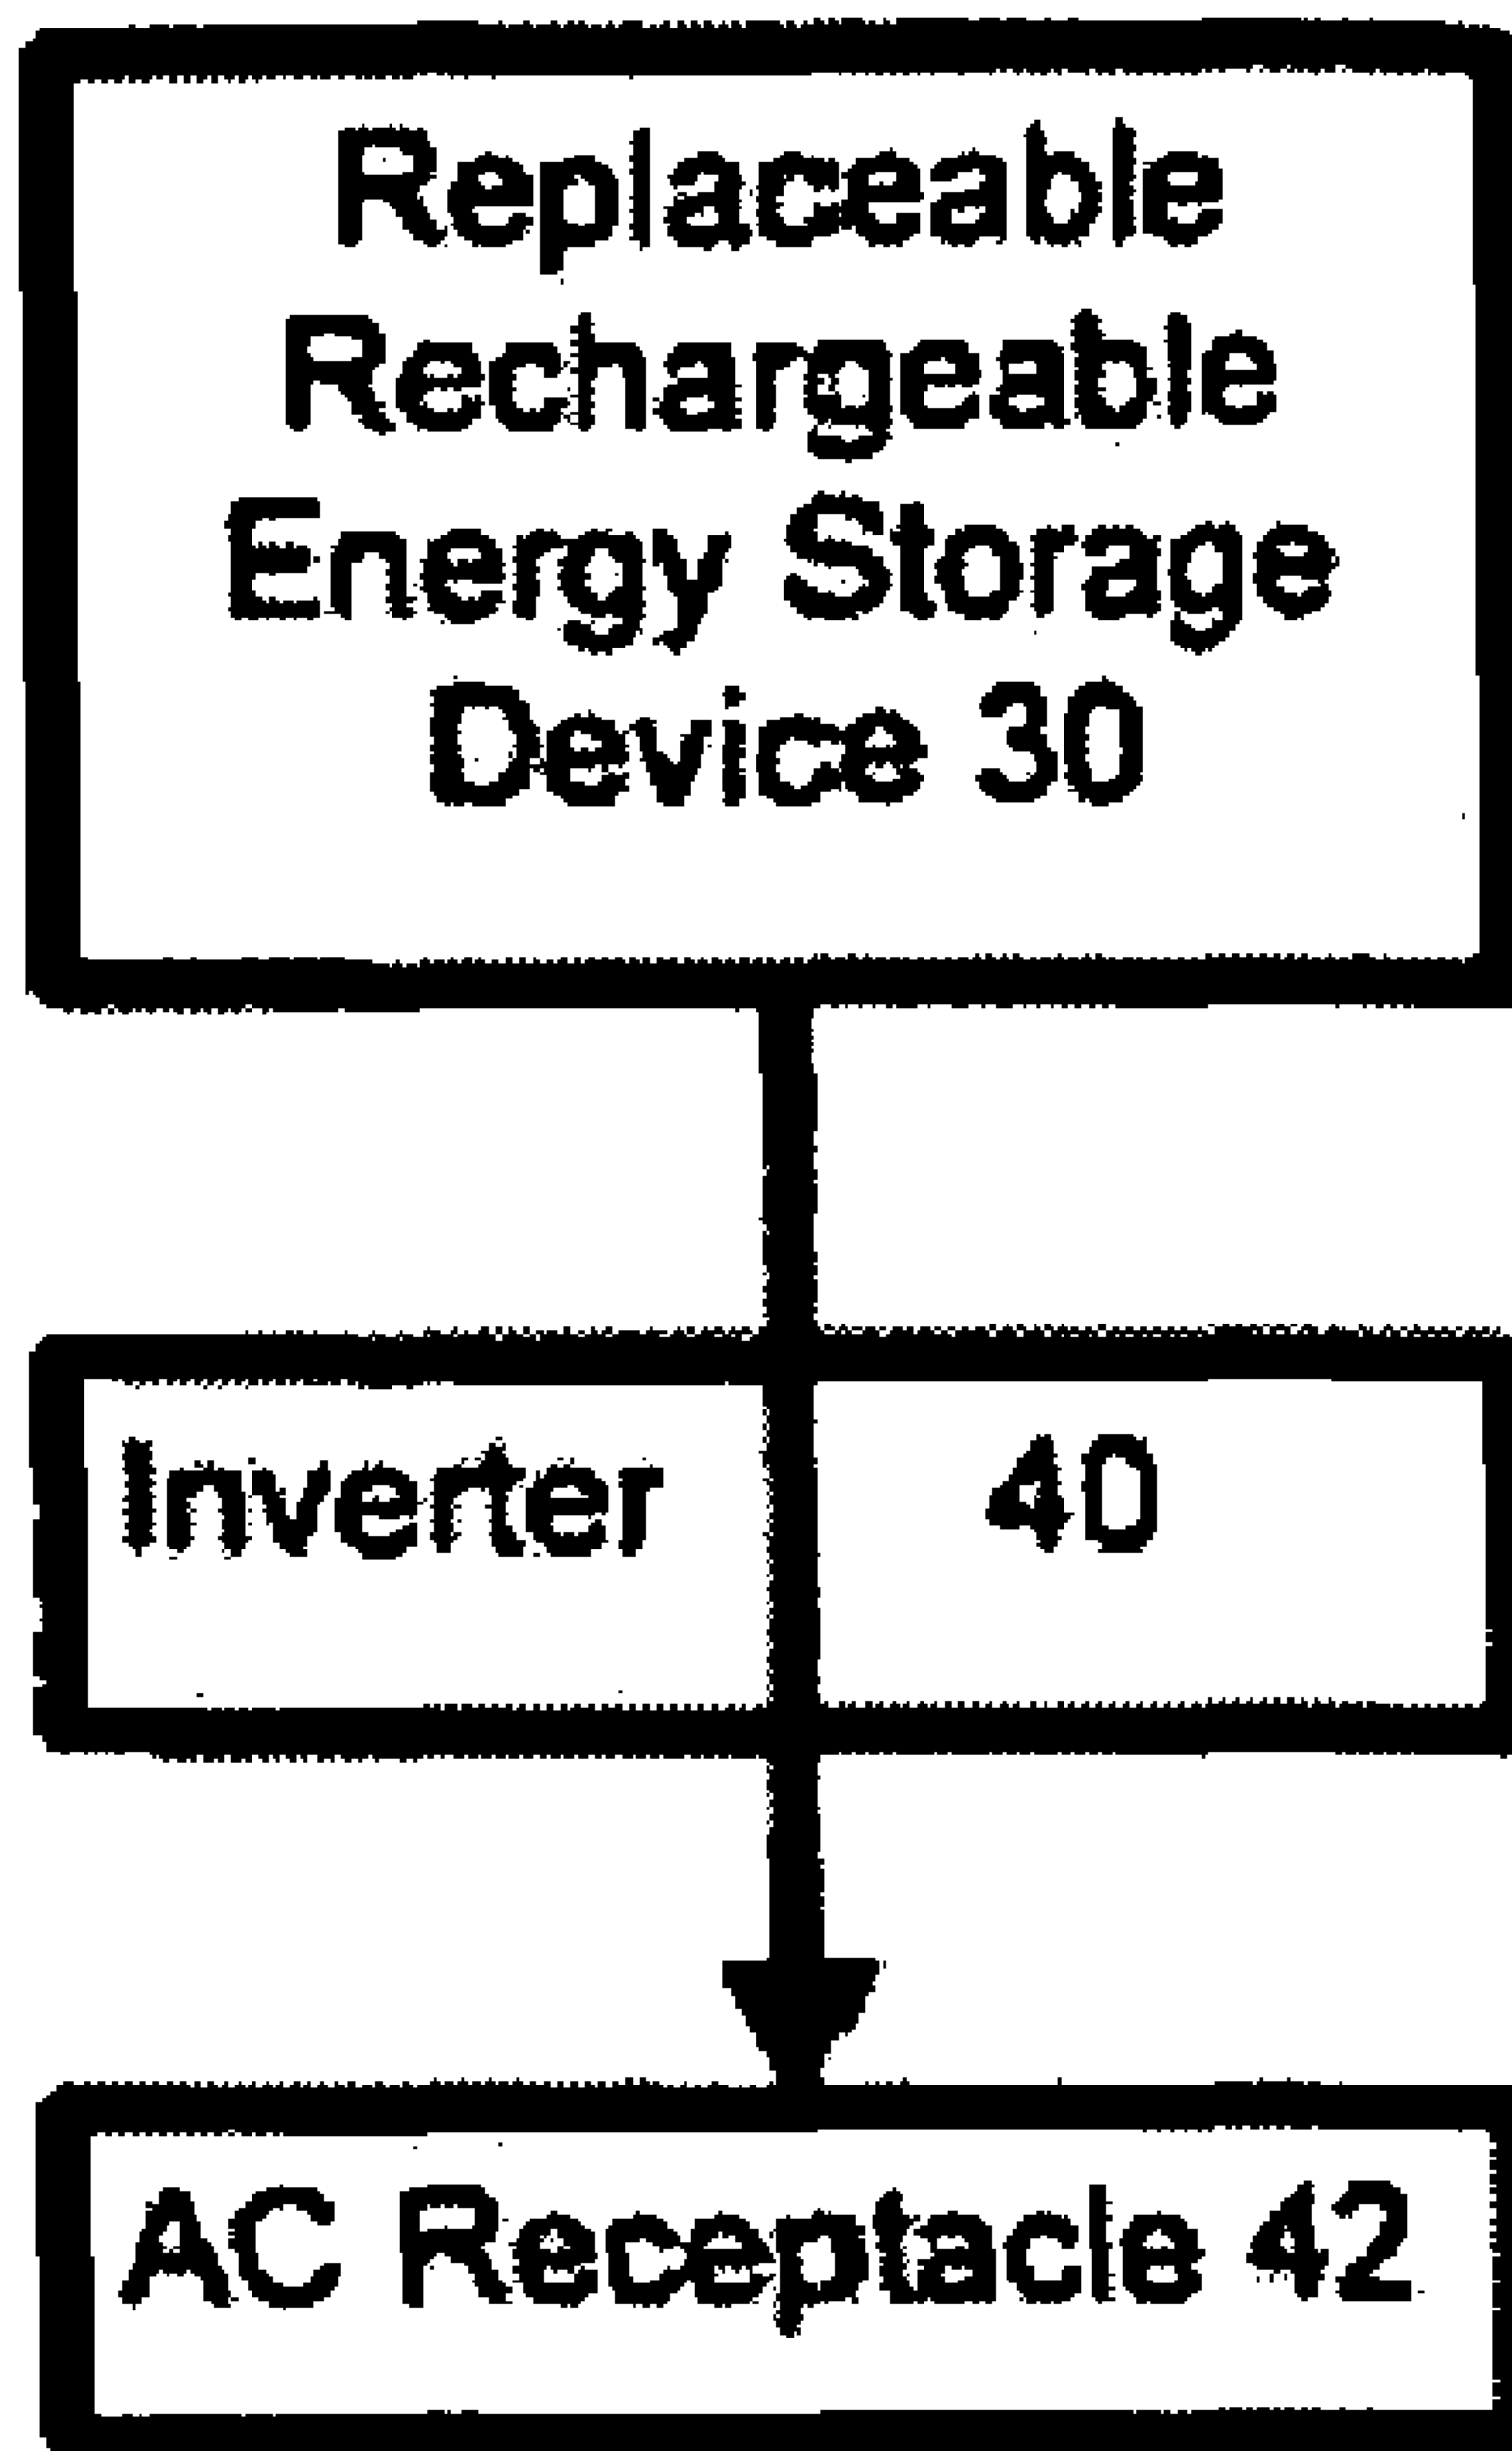 Replaceable
Rechargeable
Energy Storage
Device 30
Inverter 40
AC Receptacle 42